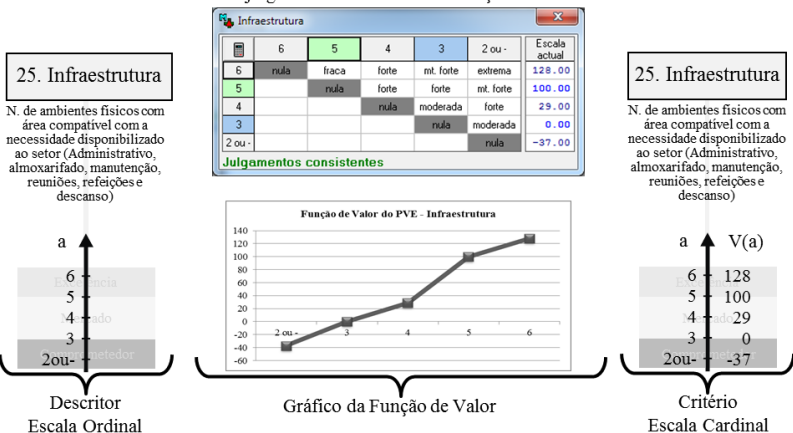 Infraestrutura
6 5 4 3 2 ou - Escala actual
6 nula fraca forte mt. forte extrema 128.00
5 nula forte forte mt. forte 100.00
4 nula moderada forte 29.00
3 nula moderada 0.00
2 ou - nula -37.00
Julgamentos consistentes
25. Infraestrutura
N. de ambientes físicos com
área compatível com a
necessidade disponibilizado
ao setor (Administrativo,
almoxarifado, manutenção,
reuniões, refeições e
descanso)
a
6
Excelência
5
4
Mercado
3
Comprometedor
2ou-
Descritor
Escala Ordinal
Função de Valor do PVE - Infraestrutura
140
120
100
80
60
40
20
0
-20
-40
-60
2 ou - 3 4 5 6
Gráfico da Função de Valor
25. Infraestrutura
N. de ambientes físicos com
área compatível com a
necessidade disponibilizado
ao setor (Administrativo,
almoxarifado, manutenção,
reuniões, refeições e
descanso)
a V(a)
6 128
Excelência
5 100
4 29
Mercado
3 0
Comprometedor
2ou- -37
Critério
Escala Cardinal